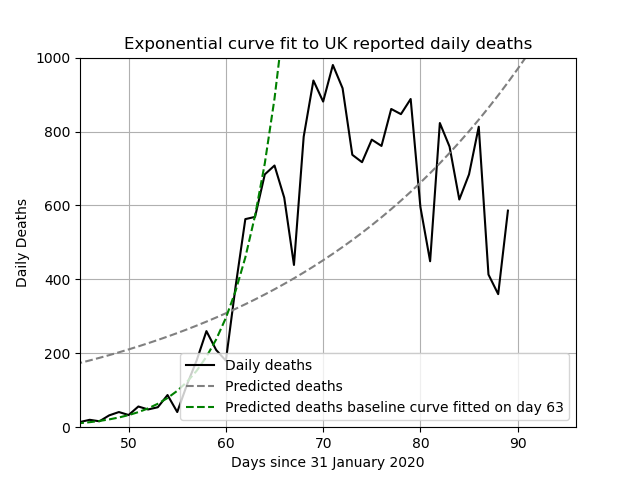 Exponential curve fit to UK reported daily deaths
1000
800
600
400
200
0
Daily Deaths
Daily deaths
Predicted deaths
Predicted deaths baseline curve fitted on day 63
50 60 70 80 90
Days since 31 January 2020